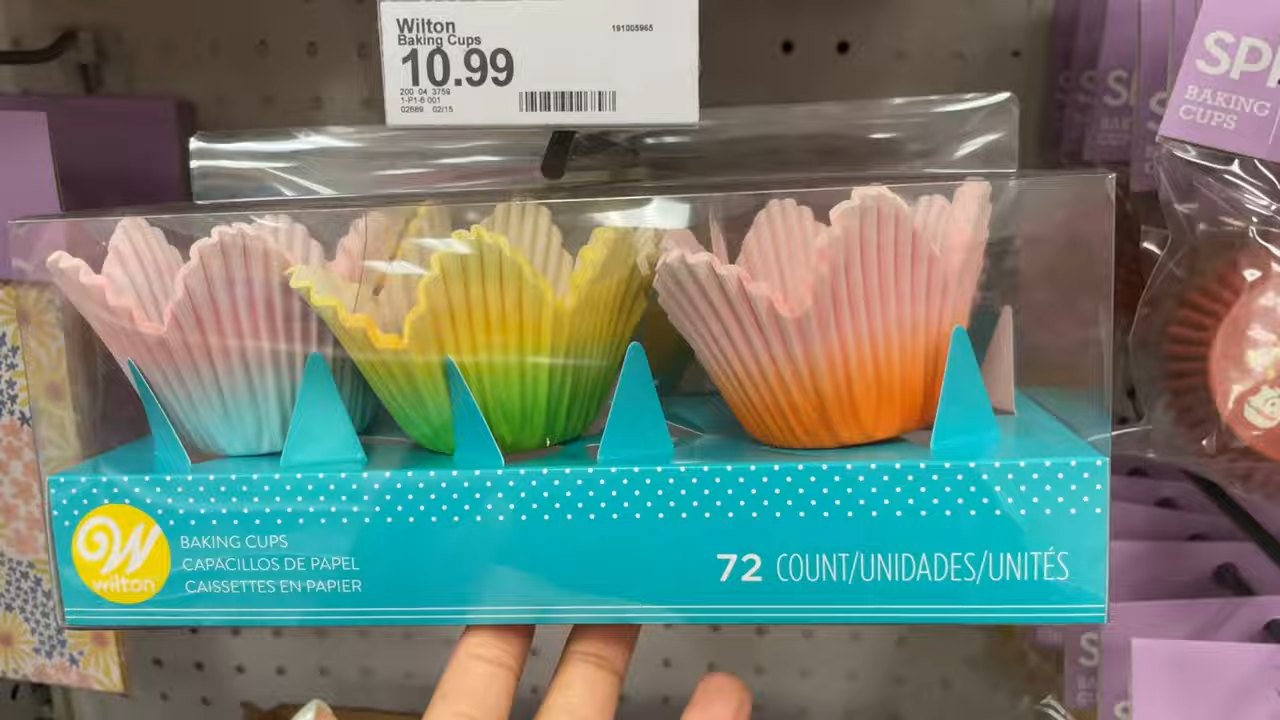 Wilton
191005965
Baking Cups
10.99
200 04 3759
1-P1-6 001
02689 02/15
BAKING
CUPS
W
wilton
BAKING CUPS
CAPACILLOS DE PAPEL
CAISSETTES EN PAPIER
72 COUNT/UNIDADES/UNITÉS